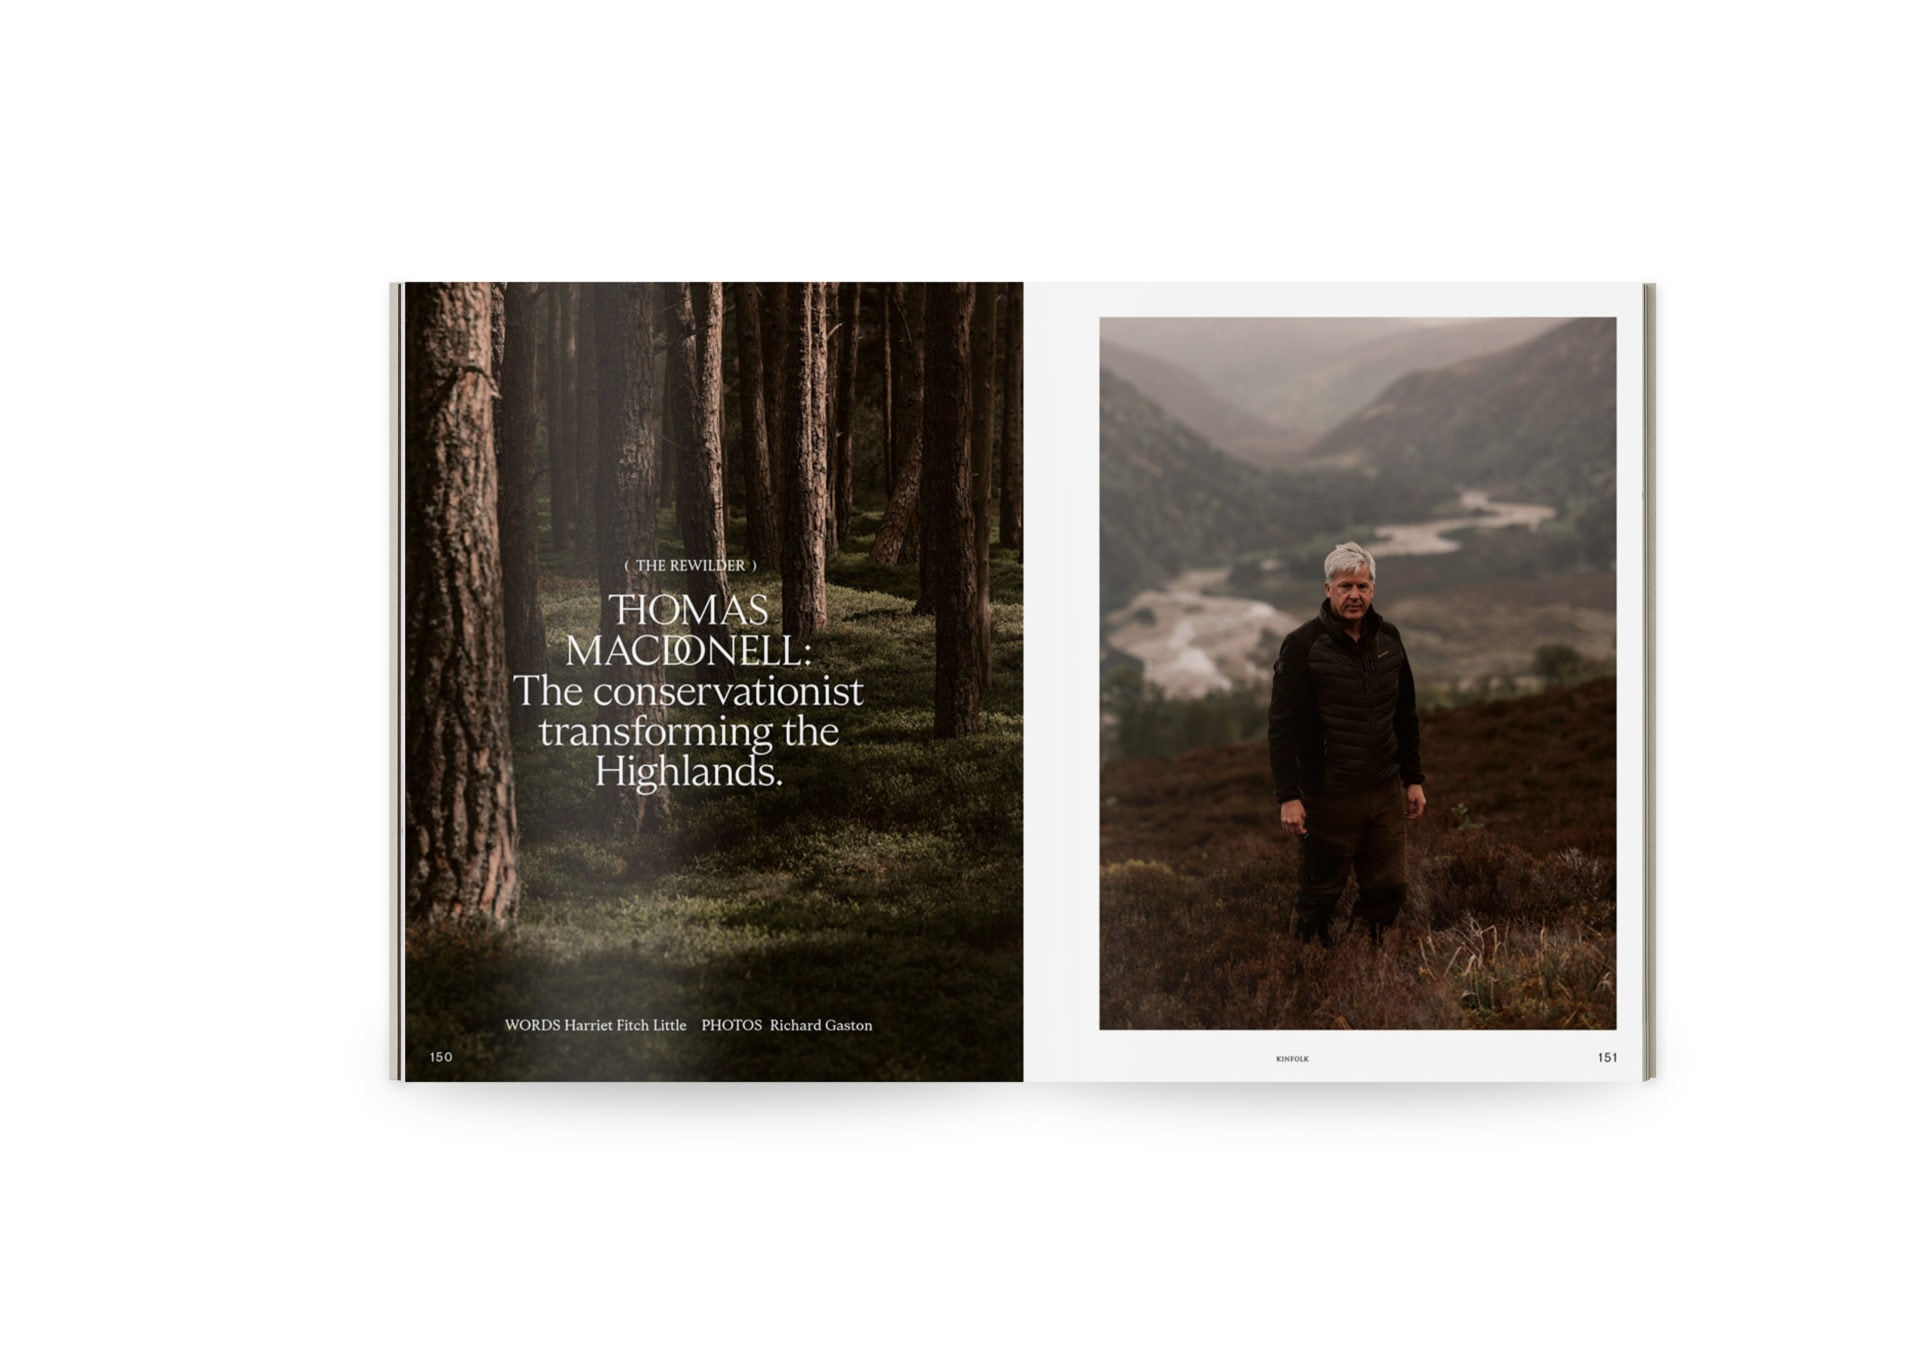 ( THE REWILDER )
THOMAS
MACDONELL:
The conservationist
transforming the
Highlands.
WORDS Harriet Fitch Little PHOTOS Richard Gaston
150
KINFOLK
151